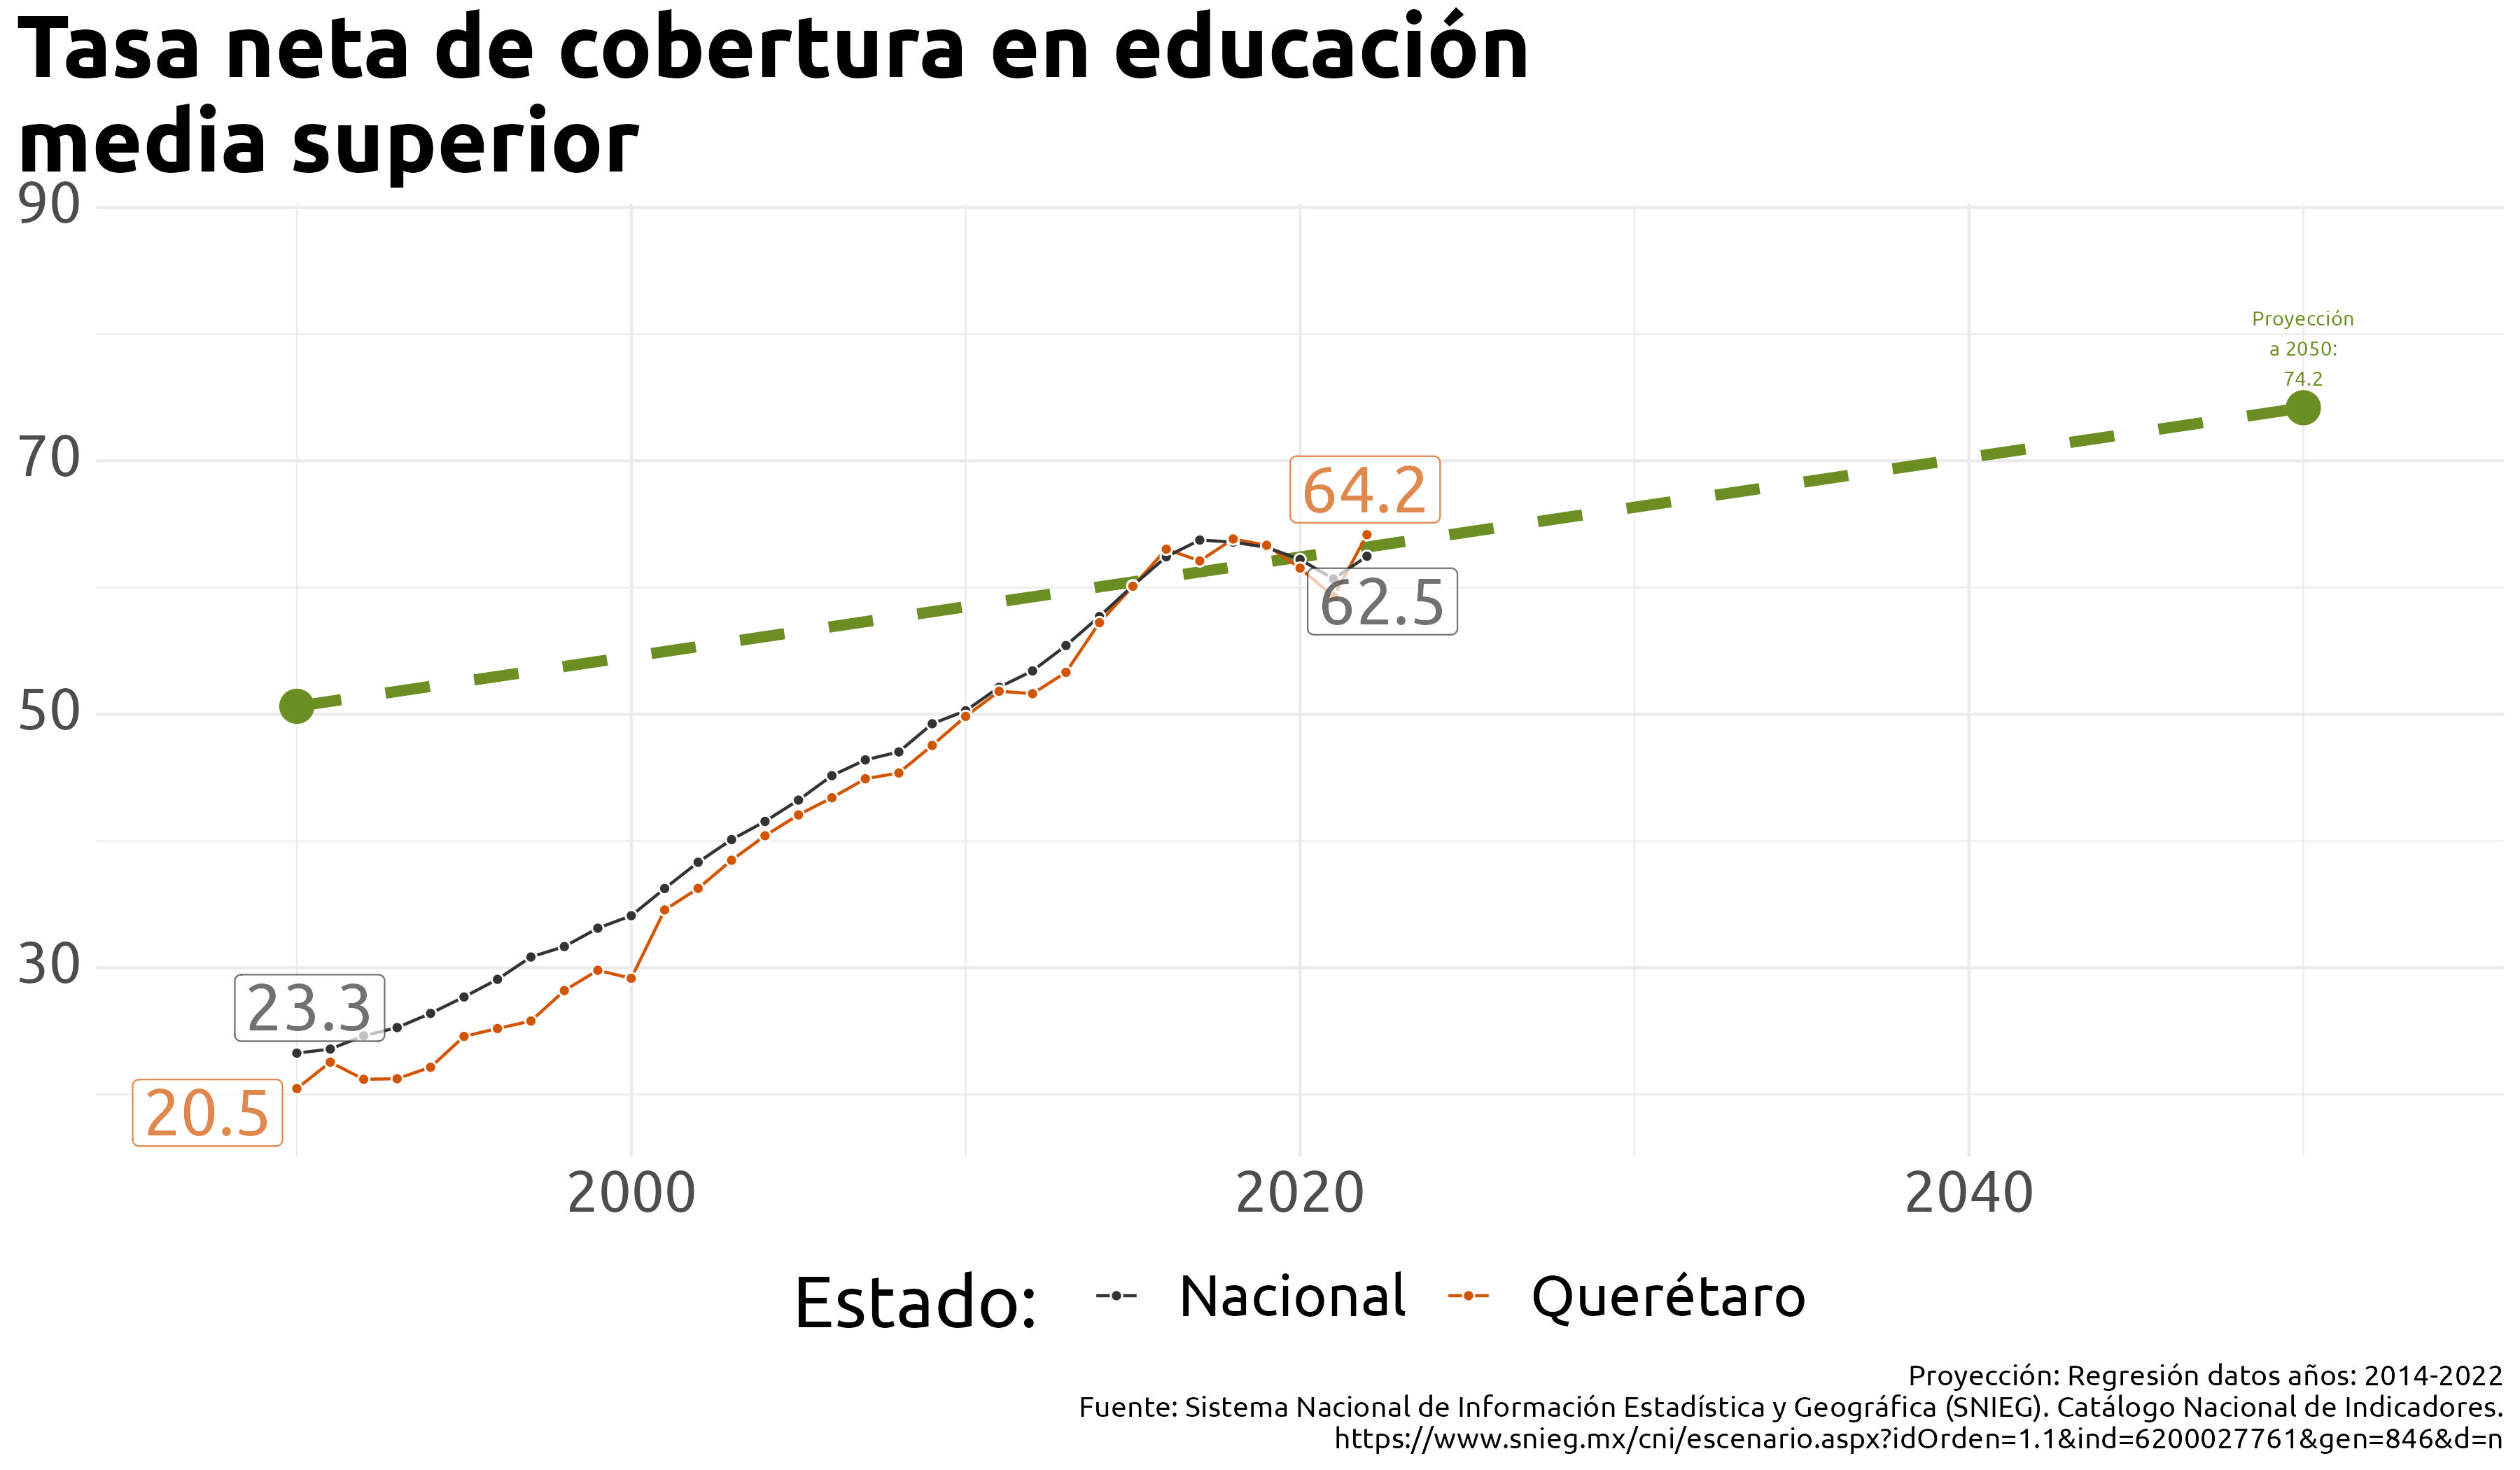 Tasa neta de cobertura en educación
media superior
90
70
50
30
Proyección
a 2050:
74.2
64.2
62.5
23.3
20.5
2000 2020 2040
Estado: Nacional Querétaro
Proyección: Regresión datos años: 2014-2022
Fuente: Sistema Nacional de Información Estadística y Geográfica (SNIEG). Catálogo Nacional de Indicadores.
https://www.snieg.mx/cni/escenario.aspx?idOrden=1.1&ind=6200027761&gen=846&d=n